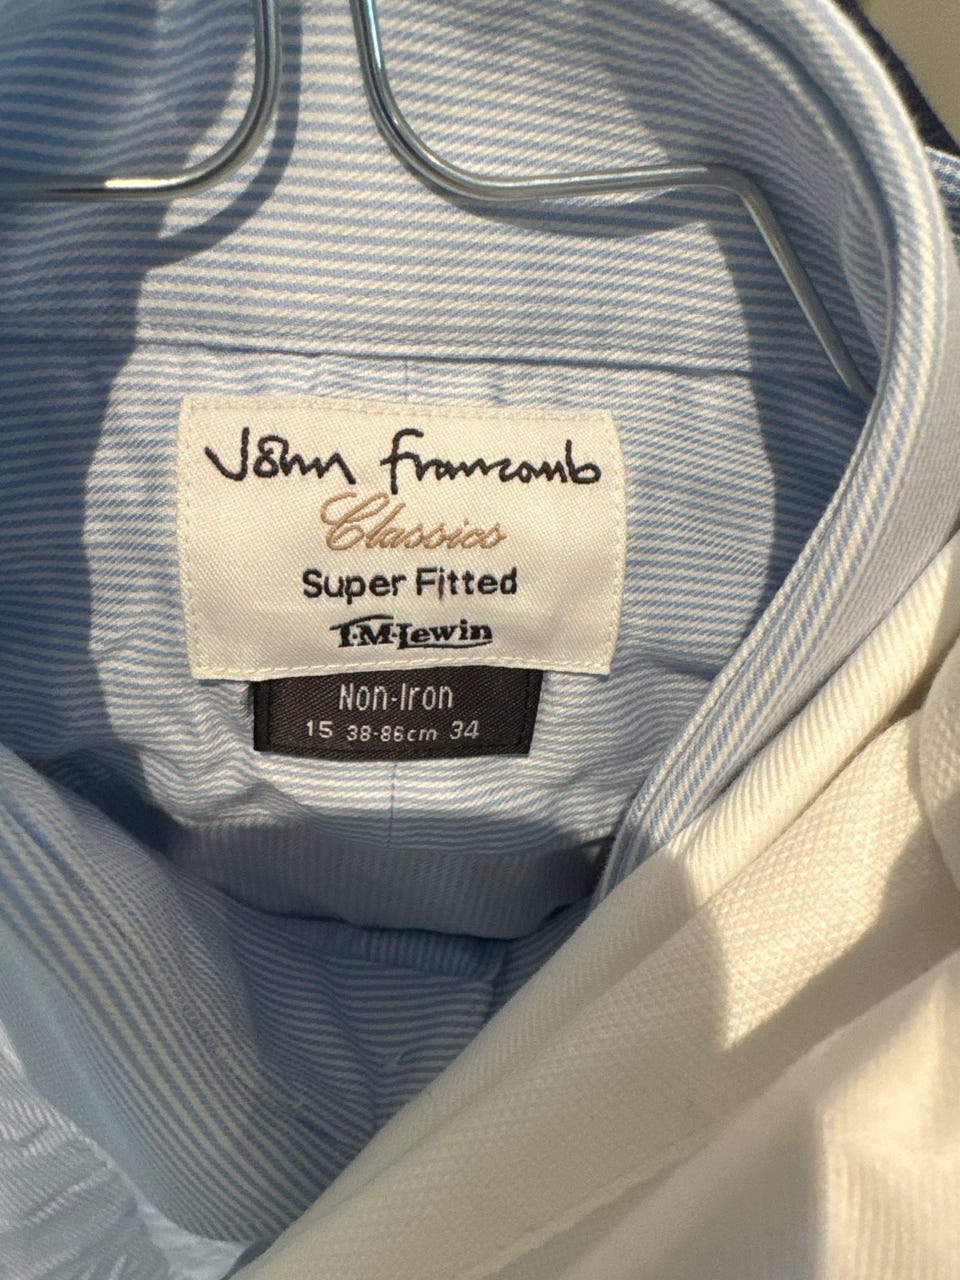 John Francomb
Classics
Super Fitted
T·M·Lewin
Non-Iron
15 38-86cm 34